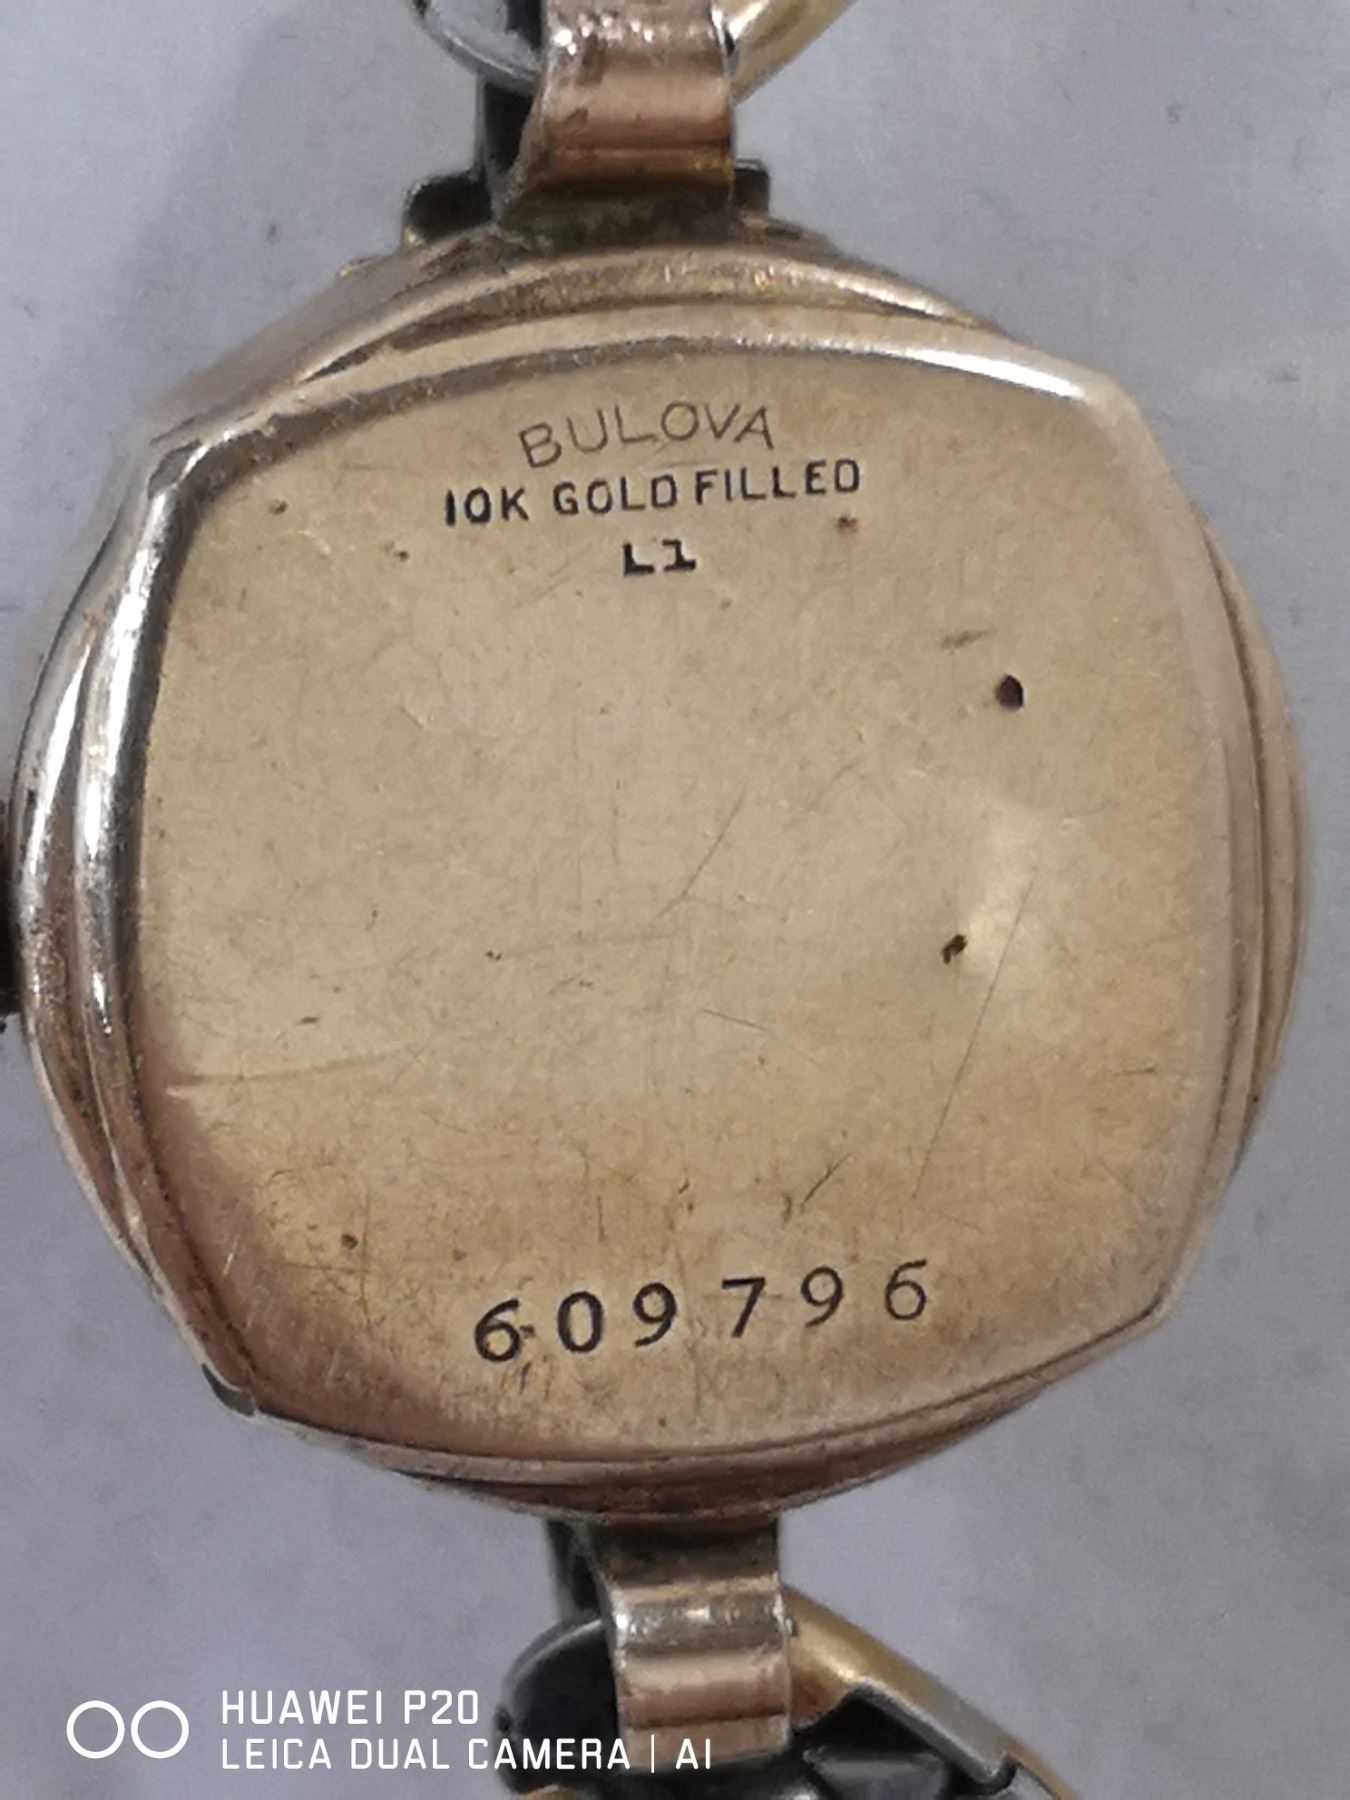 BULOVA
10K GOLD FILLED
L1
609796
HUAWEI P20
LEICA DUAL CAMERA | AI